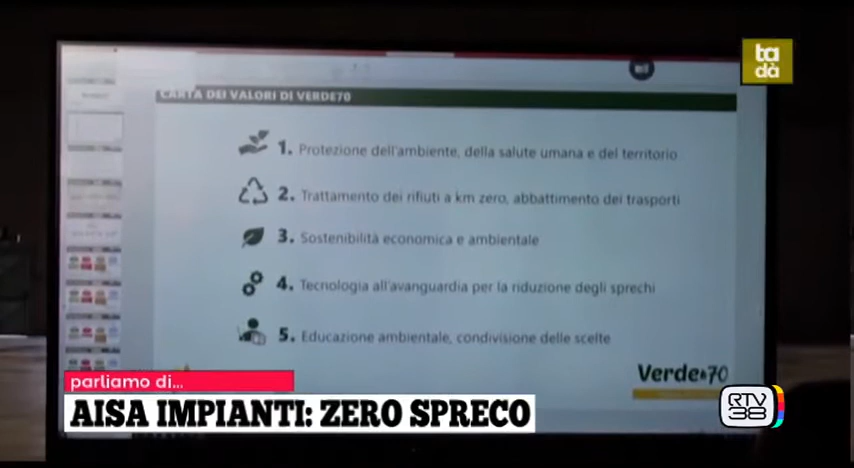 ta
dà
CARTA DEI VALORI DI VERDE70
1. Protezione dell'ambiente, della salute umana e del territorio
2. Trattamento dei rifiuti a km zero, abbattimento dei trasporti
3. Sostenibilità economica e ambientale
4. Tecnologia all'avanguardia per la riduzione degli sprechi
5. Educazione ambientale, condivisione delle scelte
Verde70
parliamo di...
AISA IMPIANTI: ZERO SPRECO
RTV
38